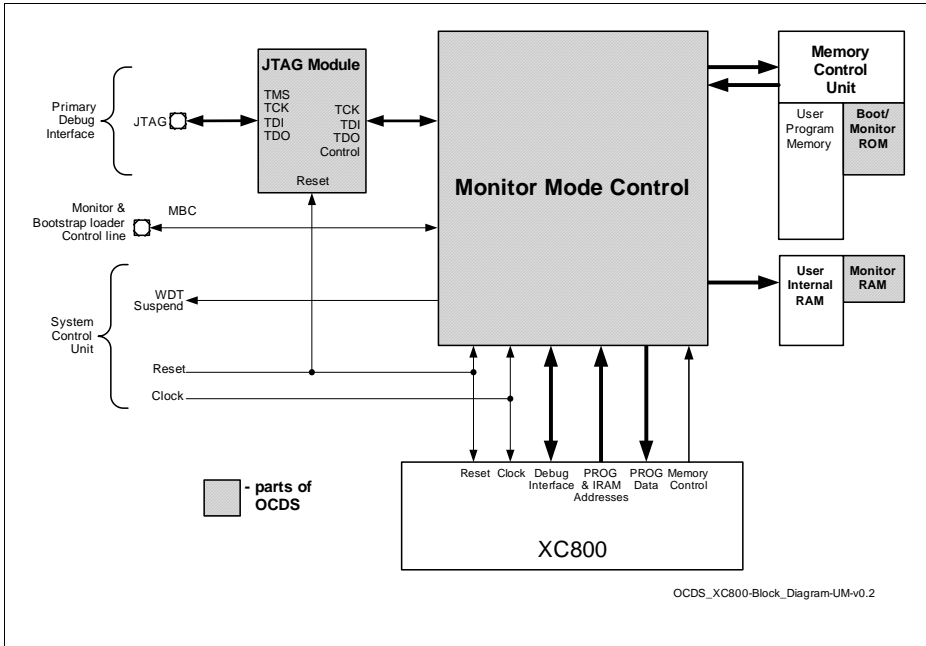 JTAG Module
TMS
TCK
TDI
TDO
TCK
TDI
TDO
Control
Reset
Primary
Debug
Interface
JTAG
Monitor &
Bootstrap loader
Control line
MBC
WDT
Suspend
System
Control
Unit
Reset
Clock
Monitor Mode Control
Memory
Control
Unit
User
Program
Memory
Boot/
Monitor
ROM
User
Internal
RAM
Monitor
RAM
Reset
Clock
Debug
Interface
PROG
& IRAM
Addresses
PROG
Data
Memory
Control
XC800
- parts of
OCDS
OCDS_XC800-Block_Diagram-UM-v0.2